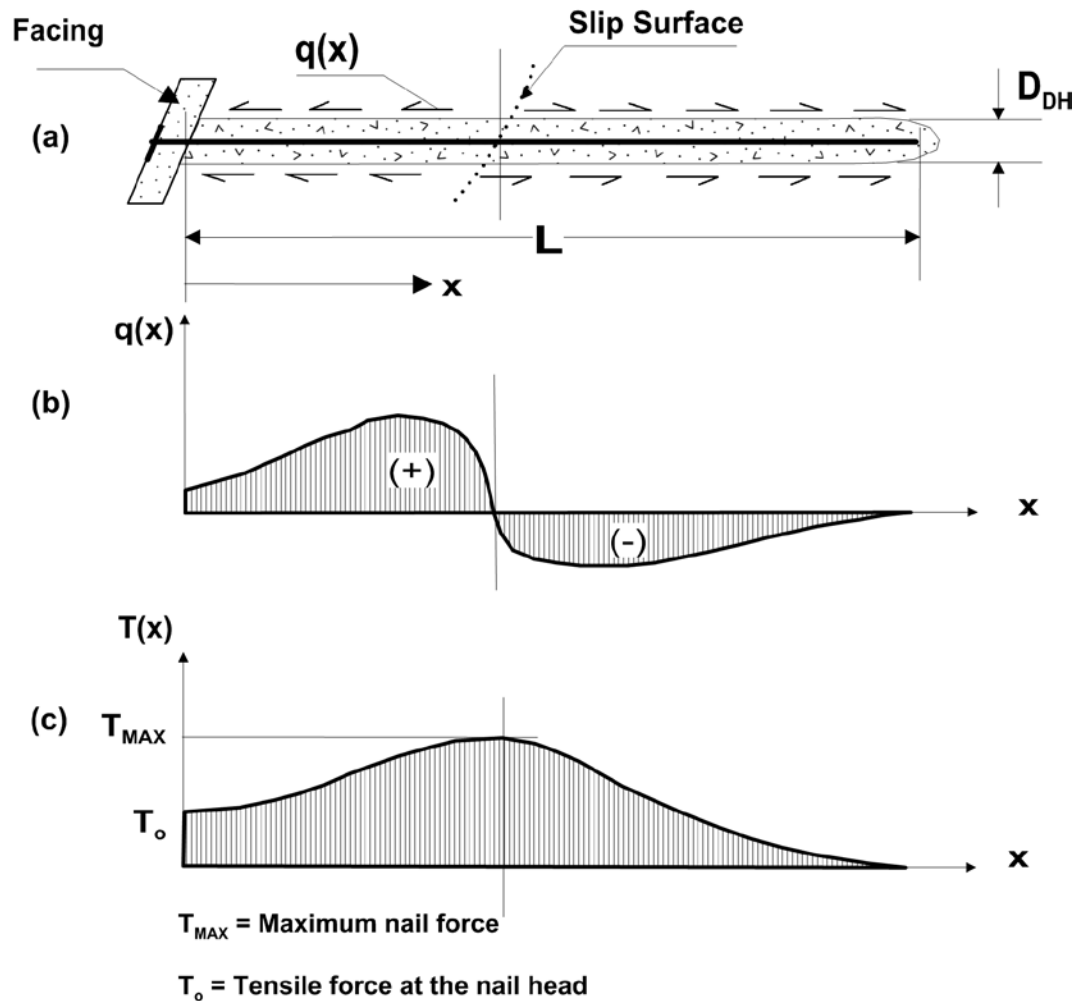 Facing
Slip Surface
q(x)
D_DH
(a)
L
x
q(x)
(b)
(+)
(-)
x
T(x)
(c)
T_MAX
T_o
x
T_MAX = Maximum nail force
T_o = Tensile force at the nail head